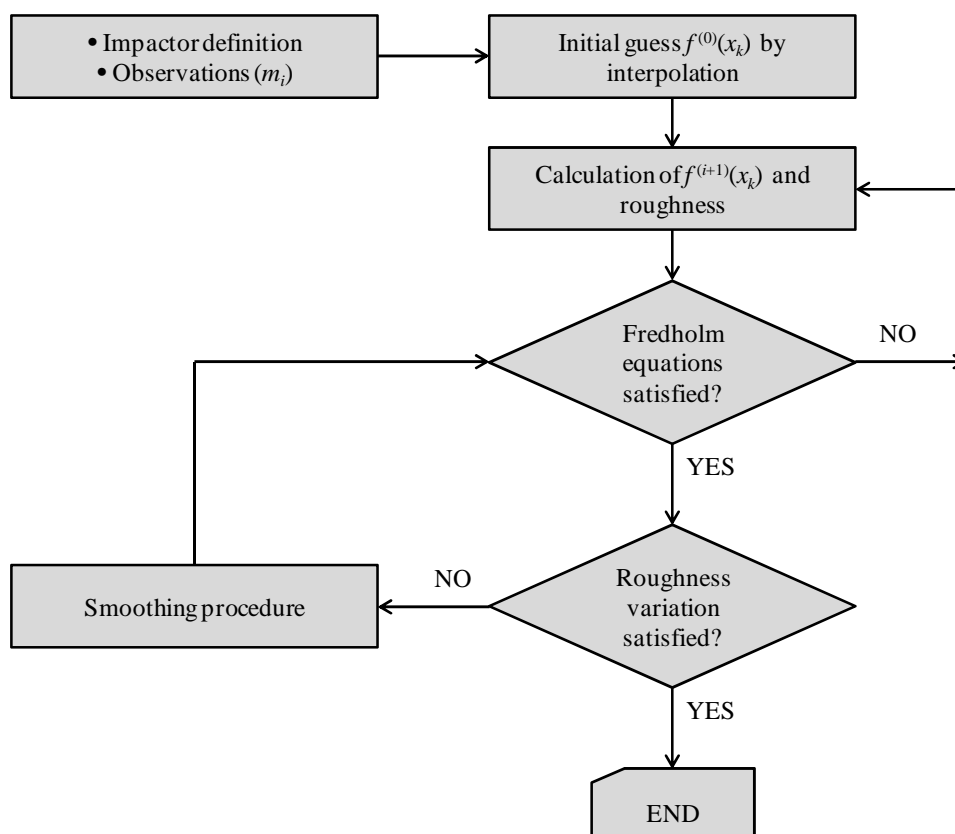 • Impactor definition
• Observations (mᵢ)
Initial guess f⁽⁰⁾(xₖ) by
interpolation
Calculation of f⁽ⁱ⁺¹⁾(xₖ) and
roughness
Fredholm
equations
satisfied?
NO
YES
Roughness
variation
satisfied?
NO
Smoothing procedure
YES
END